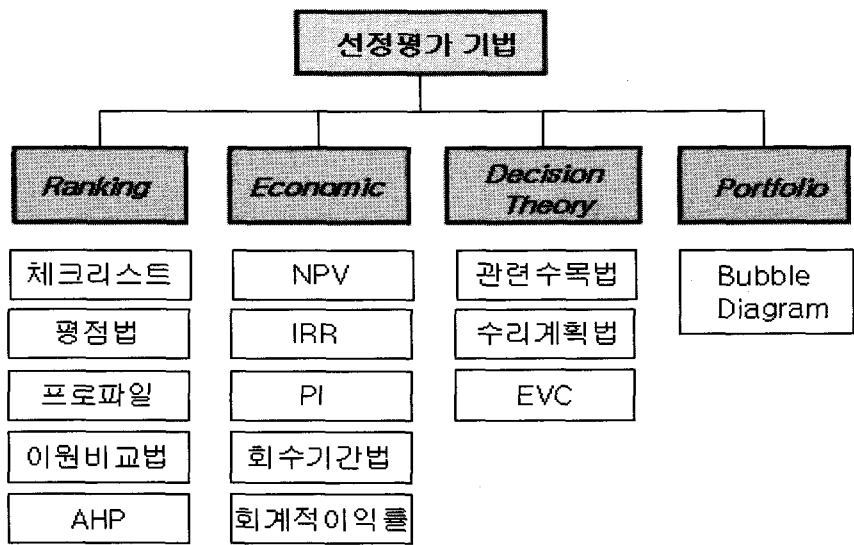 선정평가 기법
Ranking
Economic
Decision
Theory
Portfolio
체크리스트
평점법
프로파일
이원비교법
AHP
NPV
IRR
PI
회수기간법
회계적이익률
관련수목법
수리계획법
EVC
Bubble
Diagram